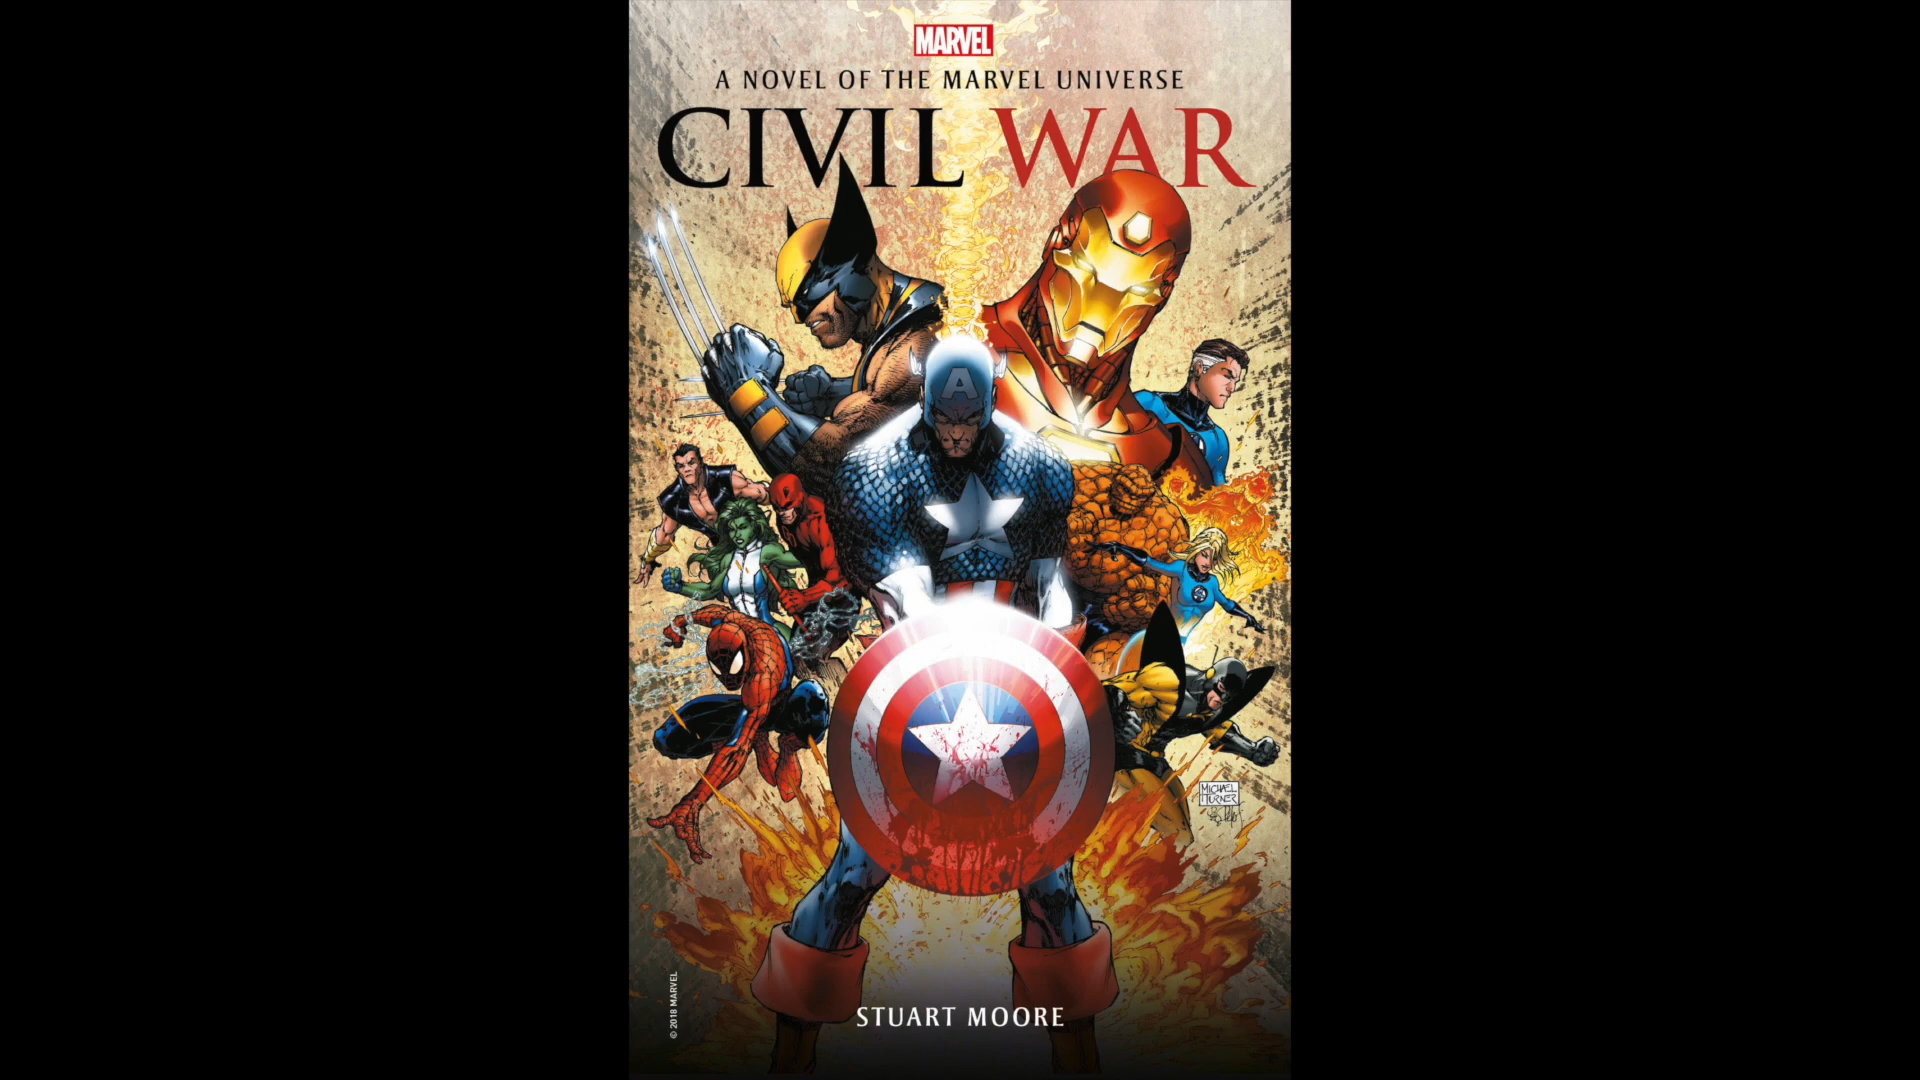 MARVEL
A NOVEL OF THE MARVEL UNIVERSE
CIVIL WAR
A
MICHAEL
TURNER
STUART MOORE
© 2018 MARVEL